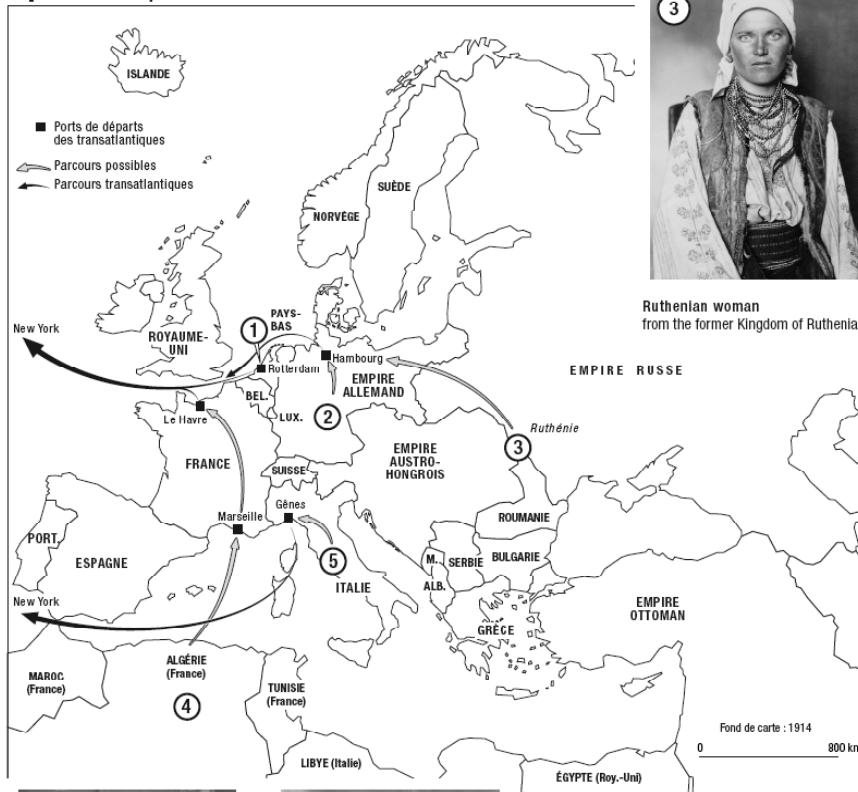 ISLANDE
Ports de départs
des transatlantiques
Parcours possibles
Parcours transatlantiques
SUÈDE
NORVÈGE
3
Ruthenian woman
from the former Kingdom of Ruthenia
New York
ROYAUME-
UNI
1
PAYS-
BAS
Rotterdam
Hambourg
EMPIRE
ALLEMAND
EMPIRE RUSSE
BEL.
LUX.
2
Le Havre
Ruthénie
3
FRANCE
SUISSE
EMPIRE
AUSTRO-
HONGROIS
Marseille
Gênes
ROUMANIE
PORT.
ESPAGNE
5
ITALIE
M.
SERBIE
BULGARIE
ALB.
New York
GRÈCE
EMPIRE
OTTOMAN
MAROC
(France)
ALGÉRIE
(France)
4
TUNISIE
(France)
LIBYE (Italie)
ÉGYPTE (Roy.-Uni)
Fond de carte : 1914
0 800 km